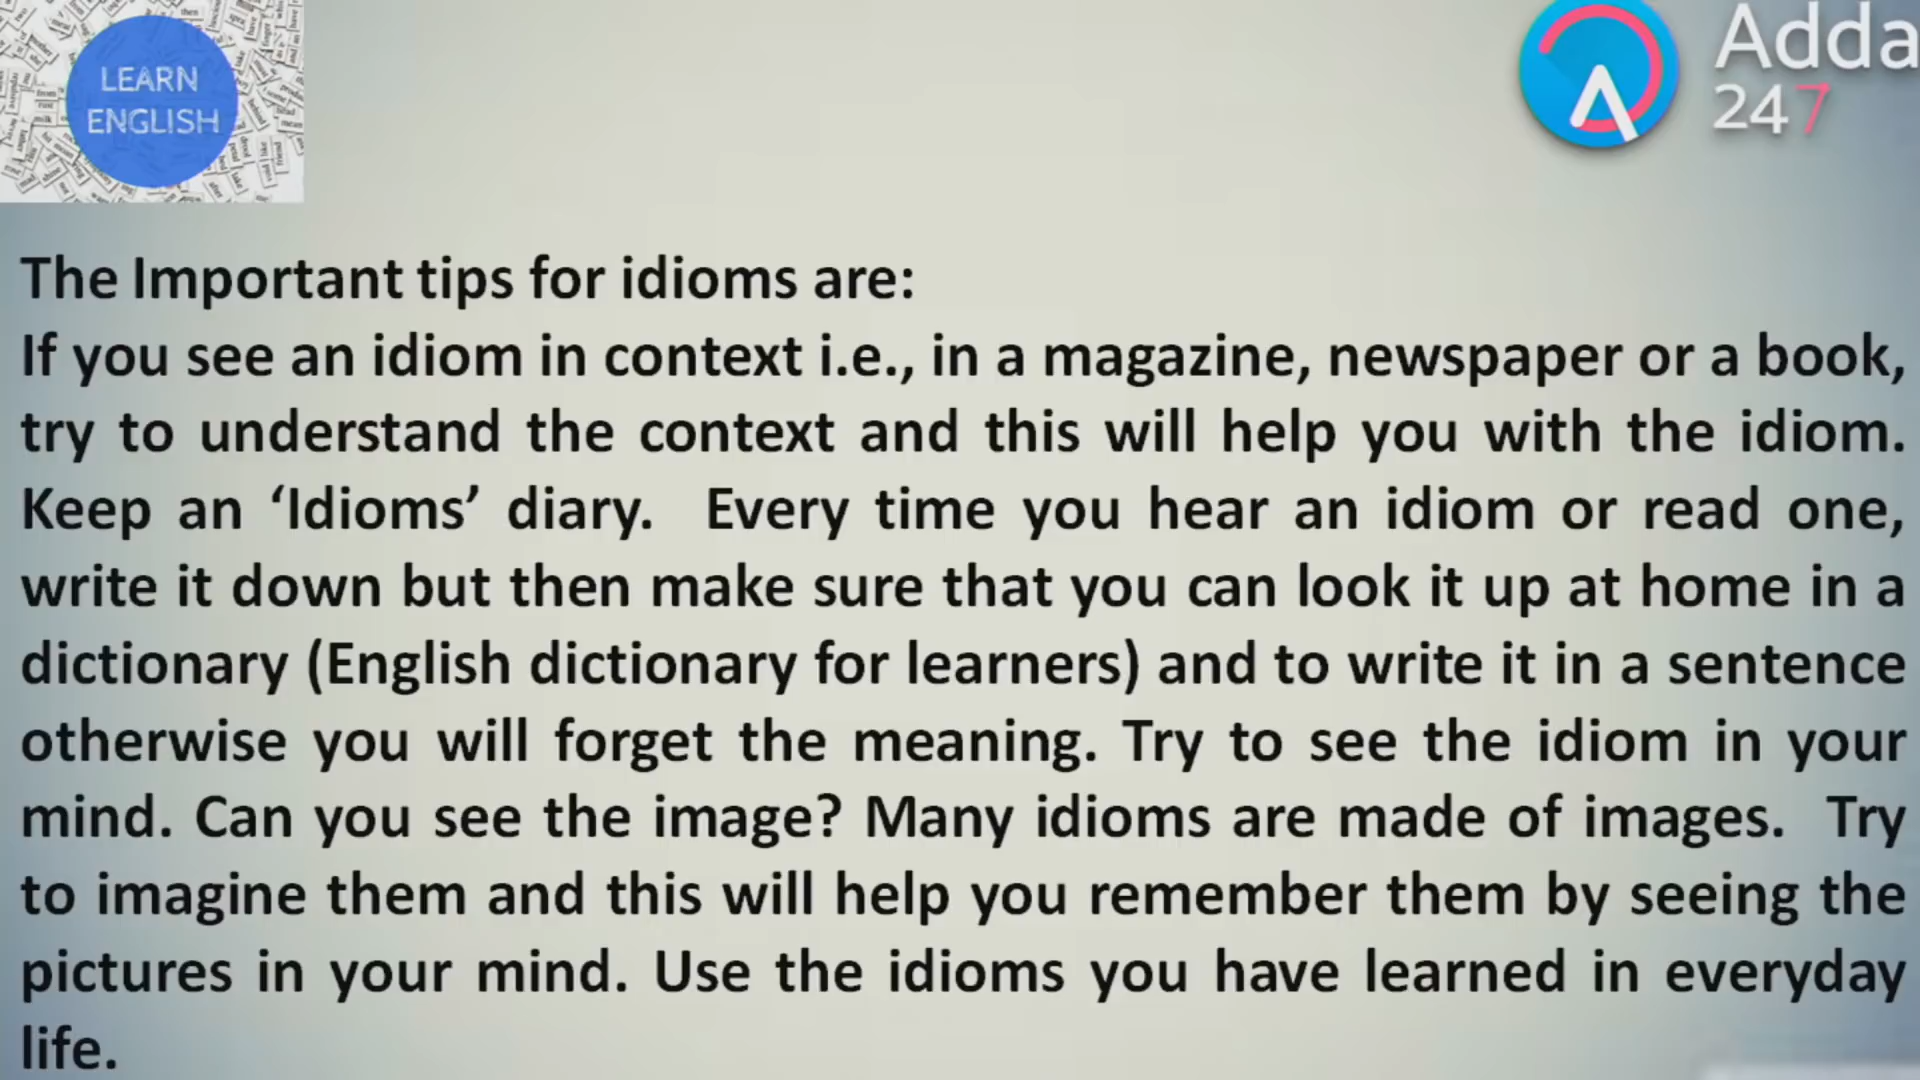 LEARN
ENGLISH
Adda
247
The Important tips for idioms are:
If you see an idiom in context i.e., in a magazine, newspaper or a book,
try to understand the context and this will help you with the idiom.
Keep an ‘Idioms’ diary.  Every time you hear an idiom or read one,
write it down but then make sure that you can look it up at home in a
dictionary (English dictionary for learners) and to write it in a sentence
otherwise you will forget the meaning. Try to see the idiom in your
mind. Can you see the image? Many idioms are made of images.  Try
to imagine them and this will help you remember them by seeing the
pictures in your mind. Use the idioms you have learned in everyday
life.